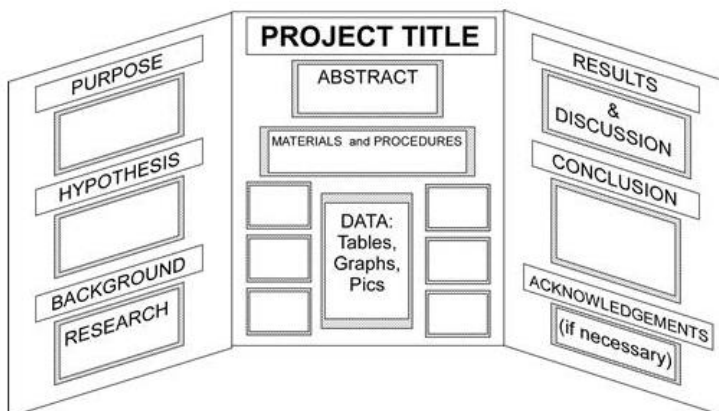 PURPOSE
HYPOTHESIS
BACKGROUND
RESEARCH
PROJECT TITLE
ABSTRACT
MATERIALS and PROCEDURES
DATA:
Tables,
Graphs,
Pics
RESULTS
&
DISCUSSION
CONCLUSION
ACKNOWLEDGEMENTS
(if necessary)